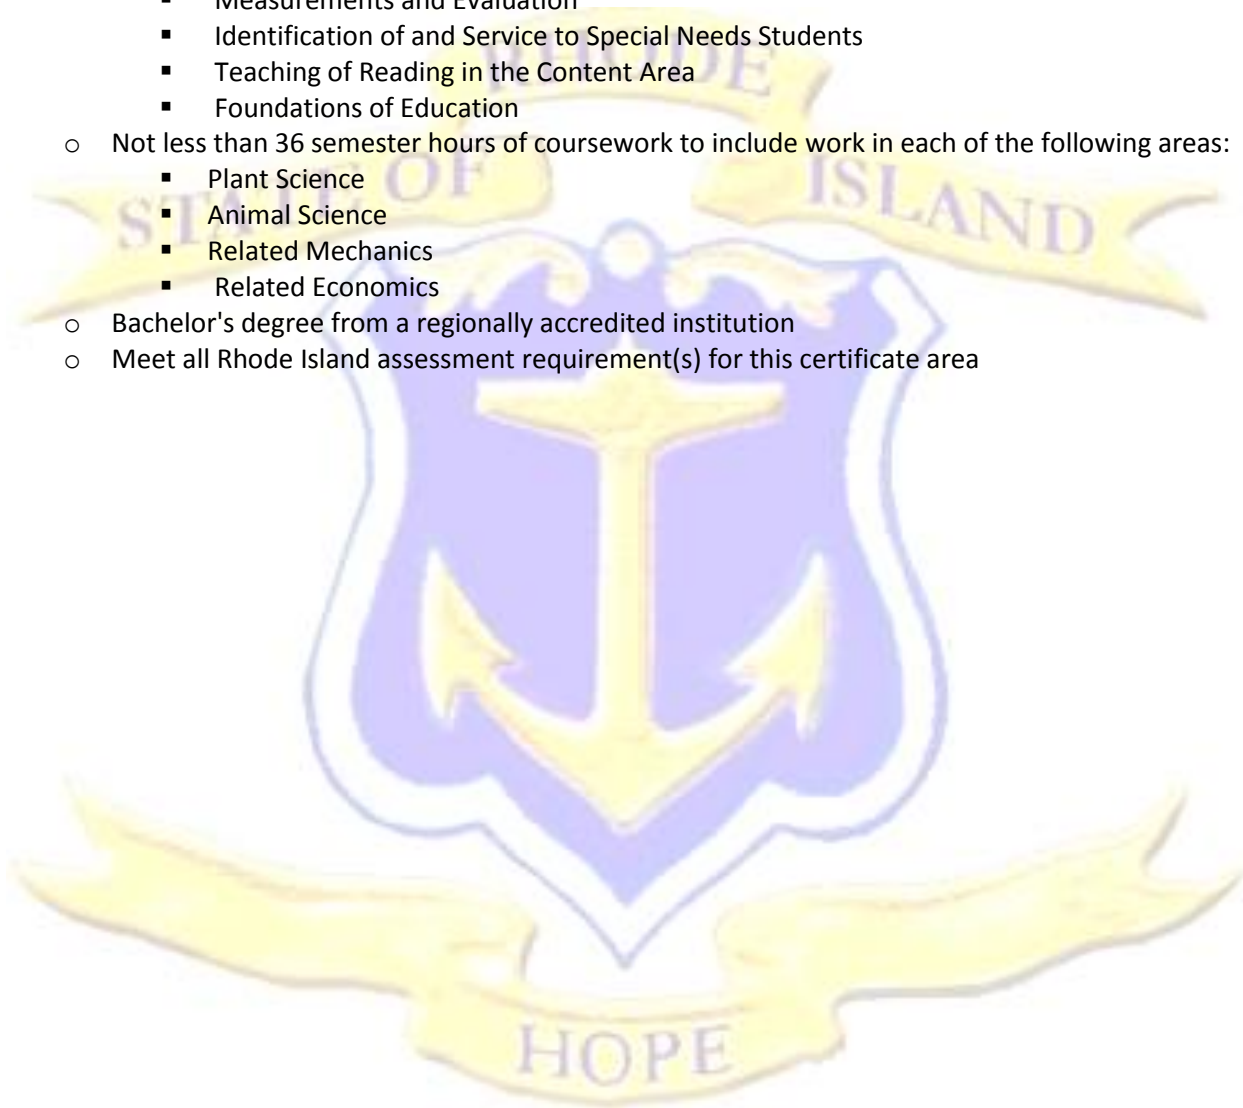 ▪ Measurements and Evaluation
▪ Identification of and Service to Special Needs Students
▪ Teaching of Reading in the Content Area
▪ Foundations of Education
o Not less than 36 semester hours of coursework to include work in each of the following areas:
▪ Plant Science
▪ Animal Science
▪ Related Mechanics
▪ Related Economics
o Bachelor's degree from a regionally accredited institution
o Meet all Rhode Island assessment requirement(s) for this certificate area
STATE OF RHODE ISLAND
HOPE